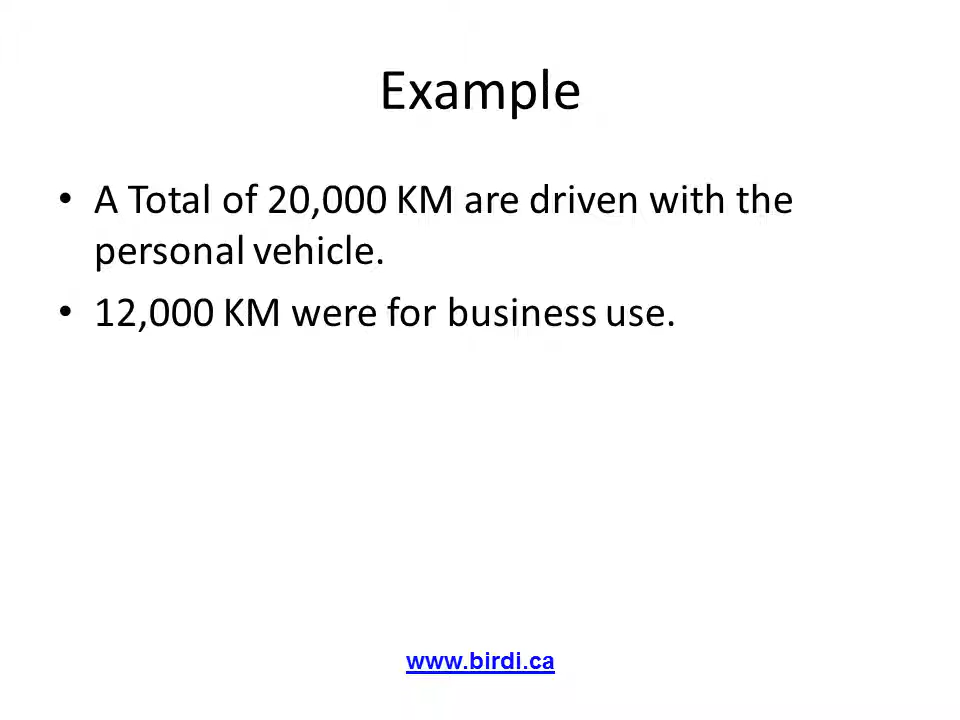 Example
• A Total of 20,000 KM are driven with the
personal vehicle.
• 12,000 KM were for business use.
www.birdi.ca